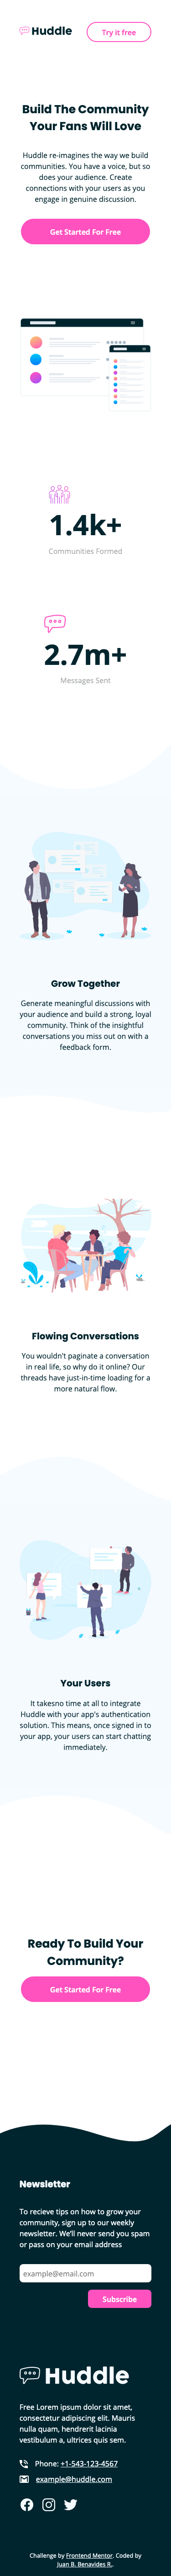 Huddle
Try it free
Build The Community
Your Fans Will Love
Huddle re-imagines the way we build
communities. You have a voice, but so
does your audience. Create
connections with your users as you
engage in genuine discussion.
Get Started For Free
1.4k+
Communities Formed
2.7m+
Messages Sent
Grow Together
Generate meaningful discussions with
your audience and build a strong, loyal
community. Think of the insightful
conversations you miss out on with a
feedback form.
Flowing Conversations
You wouldn't paginate a conversation
in real life, so why do it online? Our
threads have just-in-time loading for a
more natural flow.
Your Users
It takesno time at all to integrate
Huddle with your app's authentication
solution. This means, once signed in to
your app, your users can start chatting
immediately.
Ready To Build Your
Community?
Get Started For Free
Newsletter
To recieve tips on how to grow your
community, sign up to our weekly
newsletter. We'll never send you spam
or pass on your email address
example@email.com
Subscribe
Huddle
Free Lorem ipsum dolor sit amet,
consectetur adipiscing elit. Mauris
nulla quam, hendrerit lacinia
vestibulum a, ultrices quis sem.
Phone: +1-543-123-4567
example@huddle.com
Challenge by Frontend Mentor. Coded by
Juan B. Benavides R..